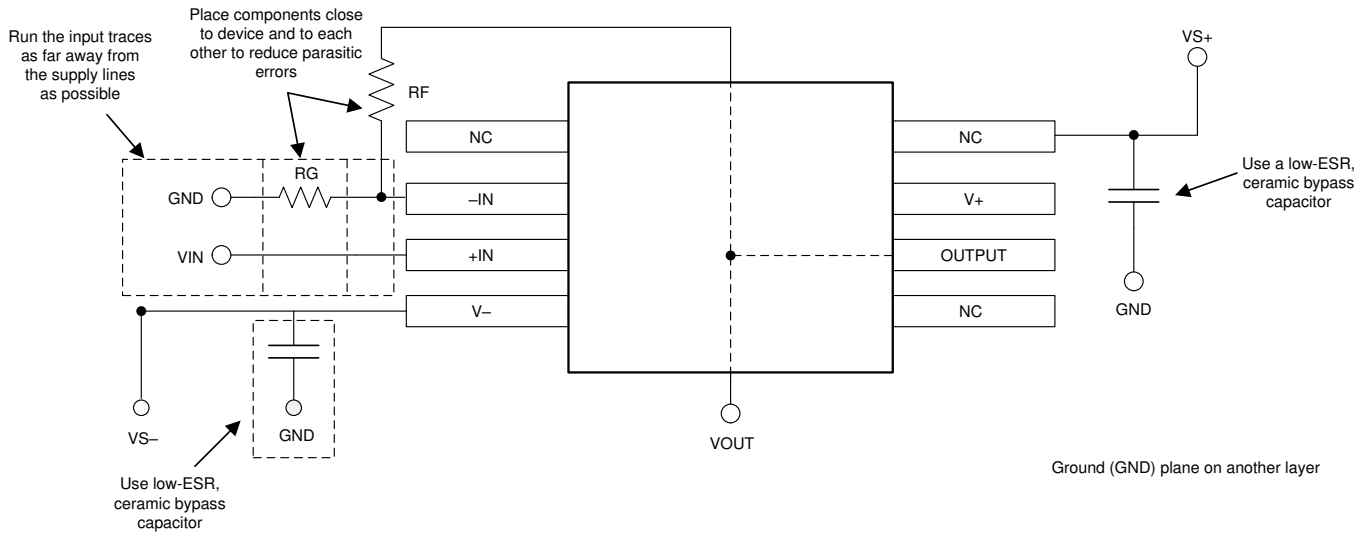 Place components close
to device and to each
other to reduce parasitic
errors
Run the input traces
as far away from
the supply lines
as possible
VS+
RF
NC
NC
Use a low-ESR,
ceramic bypass
capacitor
RG
GND
–IN
V+
VIN
+IN
OUTPUT
V–
NC
GND
VS–
GND
VOUT
Use low-ESR,
ceramic bypass
capacitor
Ground (GND) plane on another layer